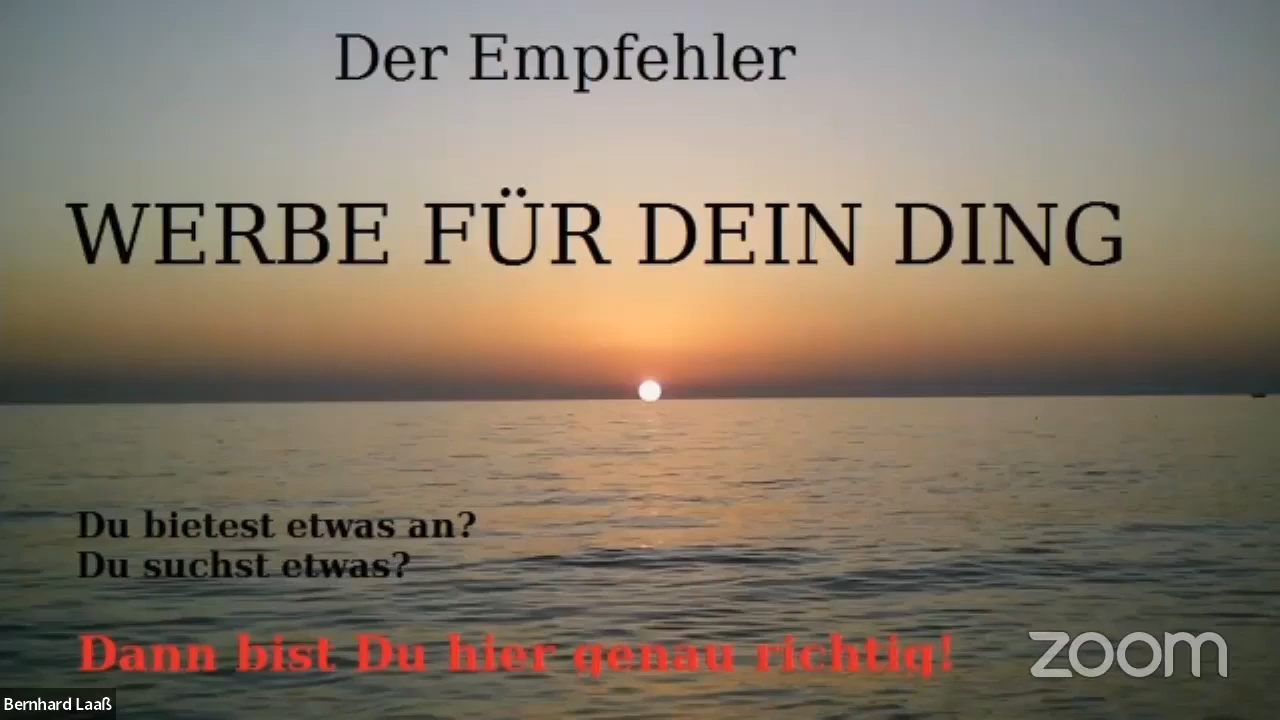 Der Empfehler
WERBE FÜR DEIN DING
Du bietest etwas an?
Du suchst etwas?
Dann bist Du hier genau richtig!
zoom
Bernhard Laaß